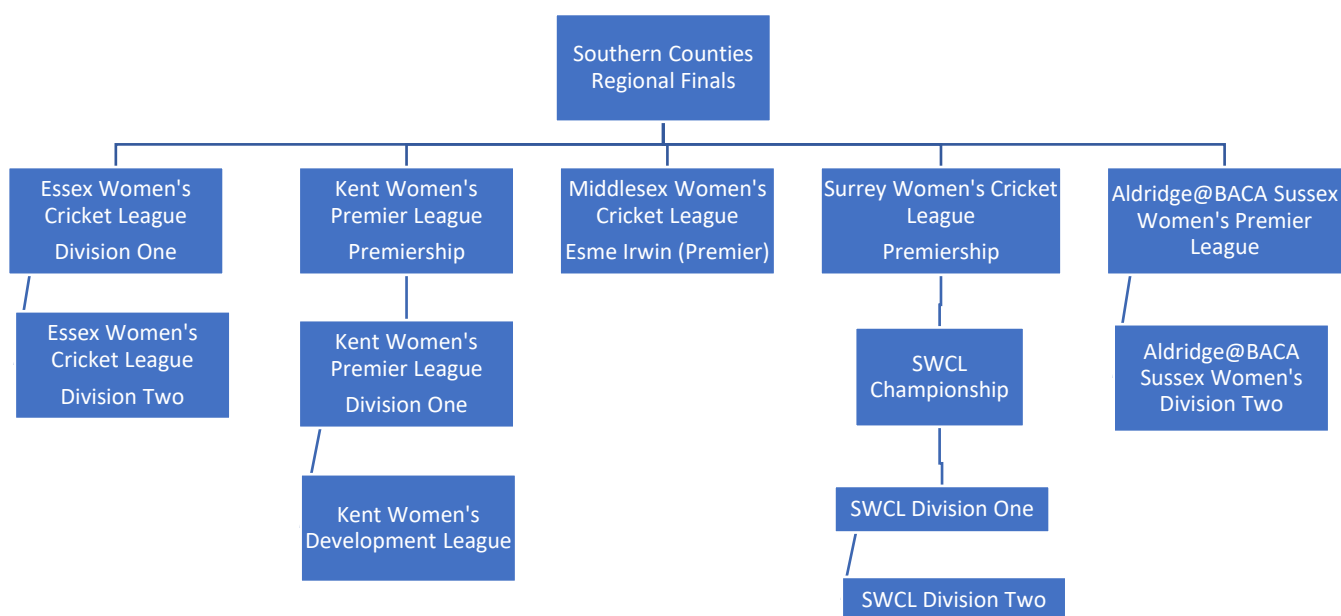 Southern Counties
Regional Finals
Essex Women's
Cricket League
Division One
Kent Women's
Premier League
Premiership
Middlesex Women's
Cricket League
Esme Irwin (Premier)
Surrey Women's Cricket
League
Premiership
Aldridge@BACA Sussex
Women's Premier
League
Essex Women's
Cricket League
Division Two
Kent Women's
Premier League
Division One
SWCL
Championship
Aldridge@BACA
Sussex Women's
Division Two
Kent Women's
Development League
SWCL Division One
SWCL Division Two